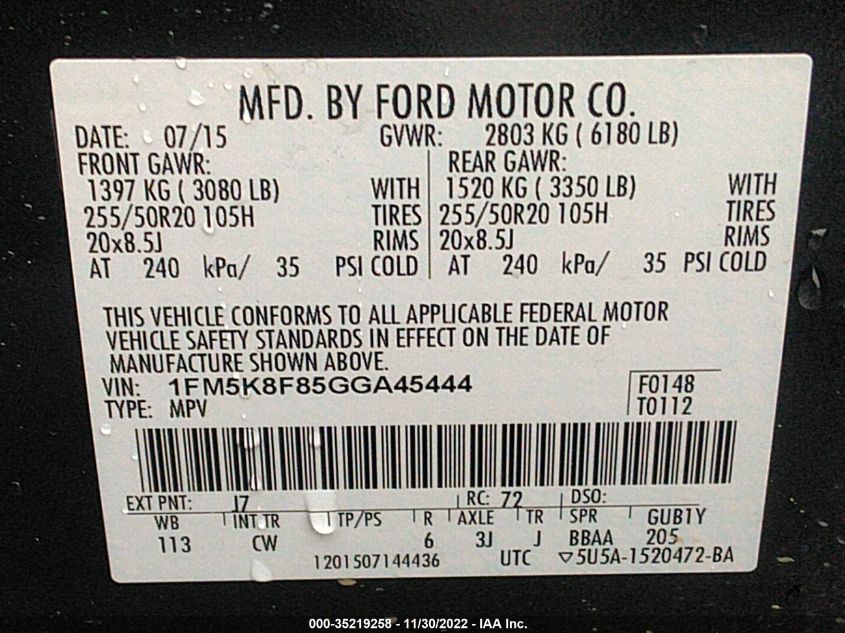 MFD. BY FORD MOTOR CO.
DATE: 07/15 GVWR: 2803 KG ( 6180 LB)
FRONT GAWR: REAR GAWR:
1397 KG ( 3080 LB) WITH 1520 KG ( 3350 LB) WITH
255/50R20 105H TIRES 255/50R20 105H TIRES
20x8.5J RIMS 20x8.5J RIMS
AT 240 kPa/ 35 PSI COLD AT 240 kPa/ 35 PSI COLD
THIS VEHICLE CONFORMS TO ALL APPLICABLE FEDERAL MOTOR
VEHICLE SAFETY STANDARDS IN EFFECT ON THE DATE OF
MANUFACTURE SHOWN ABOVE.
VIN: 1FM5K8F85GGA45444 F0148
TYPE: MPV T0112
EXT PNT: J7 RC: 72 DSO:
WB INT TR TP/PS R AXLE TR SPR GUB1Y
113 CW 6 3J J BBAA 205
1201507144436 UTC ▽5U5A-1520472-BA
000-35219258 - 11/30/2022 - IAA Inc.